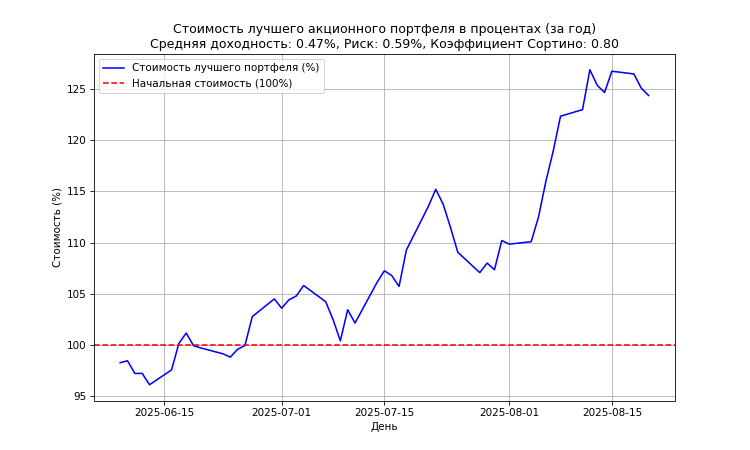 Стоимость лучшего акционного портфеля в процентах (за год)
Средняя доходность: 0.47%, Риск: 0.59%, Коэффициент Сортино: 0.80
Стоимость лучшего портфеля (%)
Начальная стоимость (100%)
Стоимость (%)
125
120
115
110
105
100
95
2025-06-15
2025-07-01
2025-07-15
2025-08-01
2025-08-15
День